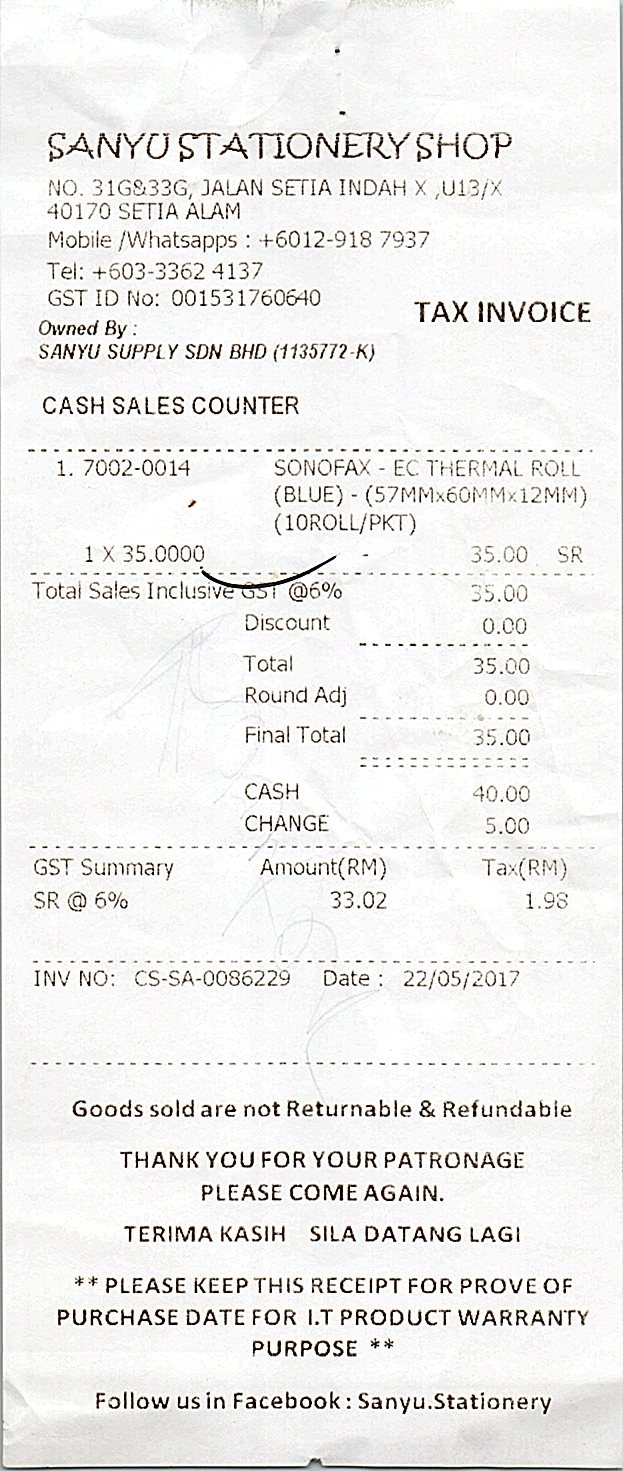 SANYU STATIONERY SHOP
NO. 31G&33G, JALAN SETIA INDAH X ,U13/X
40170 SETIA ALAM
Mobile /Whatsapps : +6012-918 7937
Tel: +603-3362 4137
GST ID No: 001531760640
TAX INVOICE
Owned By :
SANYU SUPPLY SDN BHD (1135772-K)
CASH SALES COUNTER
1. 7002-0014 SONOFAX - EC THERMAL ROLL
(BLUE) - (57MMx60MMx12MM)
(10ROLL/PKT)
1 X 35.0000 - 35.00 SR
Total Sales Inclusive GST @6% 35.00
Discount 0.00
Total 35.00
Round Adj 0.00
Final Total 35.00
CASH 40.00
CHANGE 5.00
GST Summary Amount(RM) Tax(RM)
SR @ 6% 33.02 1.98
INV NO: CS-SA-0086229 Date : 22/05/2017
Goods sold are not Returnable & Refundable
THANK YOU FOR YOUR PATRONAGE
PLEASE COME AGAIN.
TERIMA KASIH SILA DATANG LAGI
** PLEASE KEEP THIS RECEIPT FOR PROVE OF
PURCHASE DATE FOR I.T PRODUCT WARRANTY
PURPOSE **
Follow us in Facebook : Sanyu.Stationery